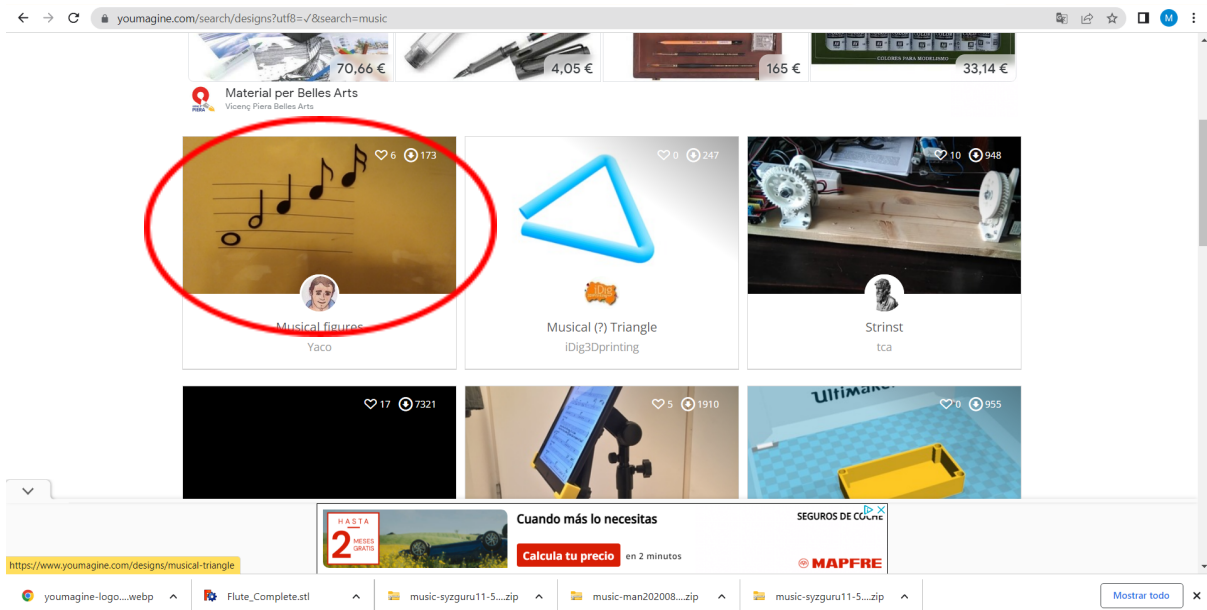 youmagine.com/search/designs?utf8=✓&search=music
M
70,66 €
4,05 €
165 €
COLORES PARA MODELISMO
33,14 €
Material per Belles Arts
Vicenç Piera Belles Arts
PIERA
6 173
0 247
10 948
iDig
Musical figures
Yaco
Musical (?) Triangle
iDig3Dprinting
Strinst
tca
17 7321
5 1910
0 955
Ultimaker
HASTA
2 MESES GRATIS
Cuando más lo necesitas
SEGUROS DE COCHE
Calcula tu precio en 2 minutos
MAPFRE
https://www.youmagine.com/designs/musical-triangle
youmagine-logo....webp
Flute_Complete.stl
music-syzguru11-5....zip
music-man202008....zip
music-syzguru11-5....zip
Mostrar todo